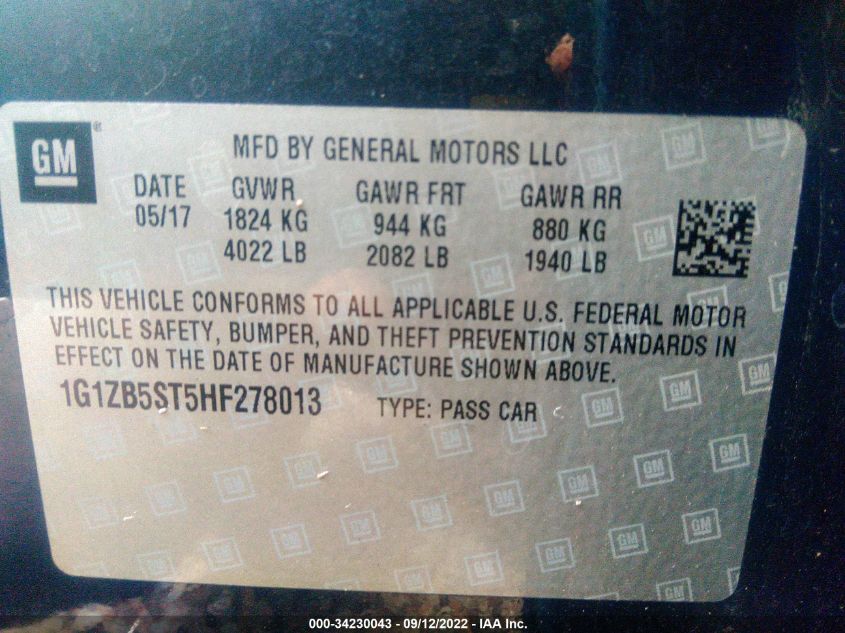 GM
MFD BY GENERAL MOTORS LLC
DATE GVWR GAWR FRT GAWR RR
05/17 1824 KG 944 KG 880 KG
4022 LB 2082 LB 1940 LB
THIS VEHICLE CONFORMS TO ALL APPLICABLE U.S. FEDERAL MOTOR
VEHICLE SAFETY, BUMPER, AND THEFT PREVENTION STANDARDS IN
EFFECT ON THE DATE OF MANUFACTURE SHOWN ABOVE.
1G1ZB5ST5HF278013 TYPE: PASS CAR
000-34230043 - 09/12/2022 - IAA Inc.